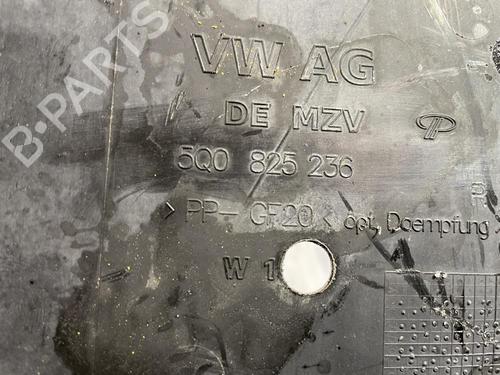 VW AG
DE MZV
5Q0 825 236
> PP- GF20 < opt. Daempfung
W 1
B-PARTS